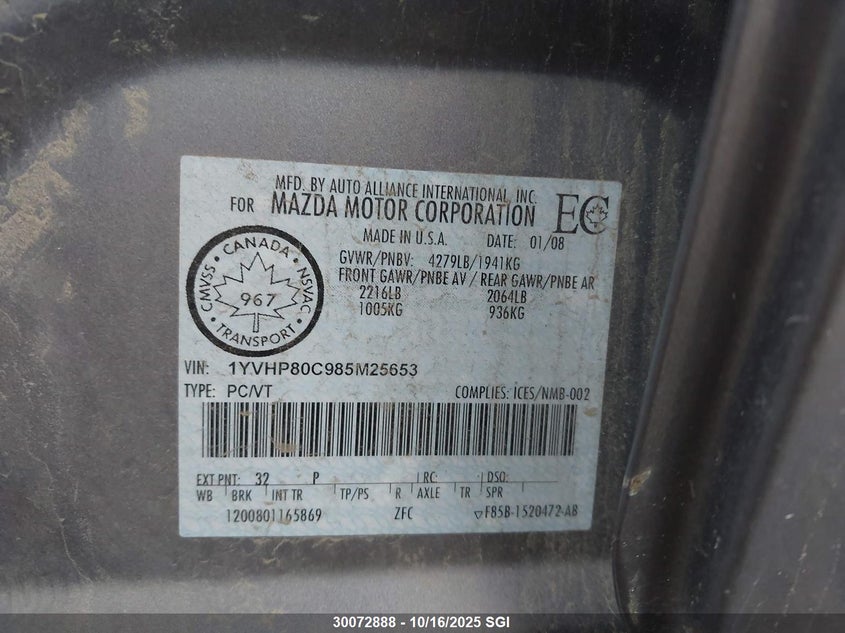 MFD. BY AUTO ALLIANCE INTERNATIONAL, INC.
FOR MAZDA MOTOR CORPORATION EC
MADE IN U.S.A. DATE: 01/08
GVWR/PNBV: 4279LB/1941KG
FRONT GAWR/PNBE AV / REAR GAWR/PNBE AR
2216LB 2064LB
1005KG 936KG
CANADA
CMVSS NSVAC
967
TRANSPORT
VIN: 1YVHP80C985M25653
TYPE: PC/VT COMPLIES: ICES/NMB-002
EXT PNT: 32 P RC: DSO:
WB BRK INT TR TP/PS R AXLE TR SPR
1200801165869 ZFC ▽F85B-1520472-AB
30072888 - 10/16/2025 SGI